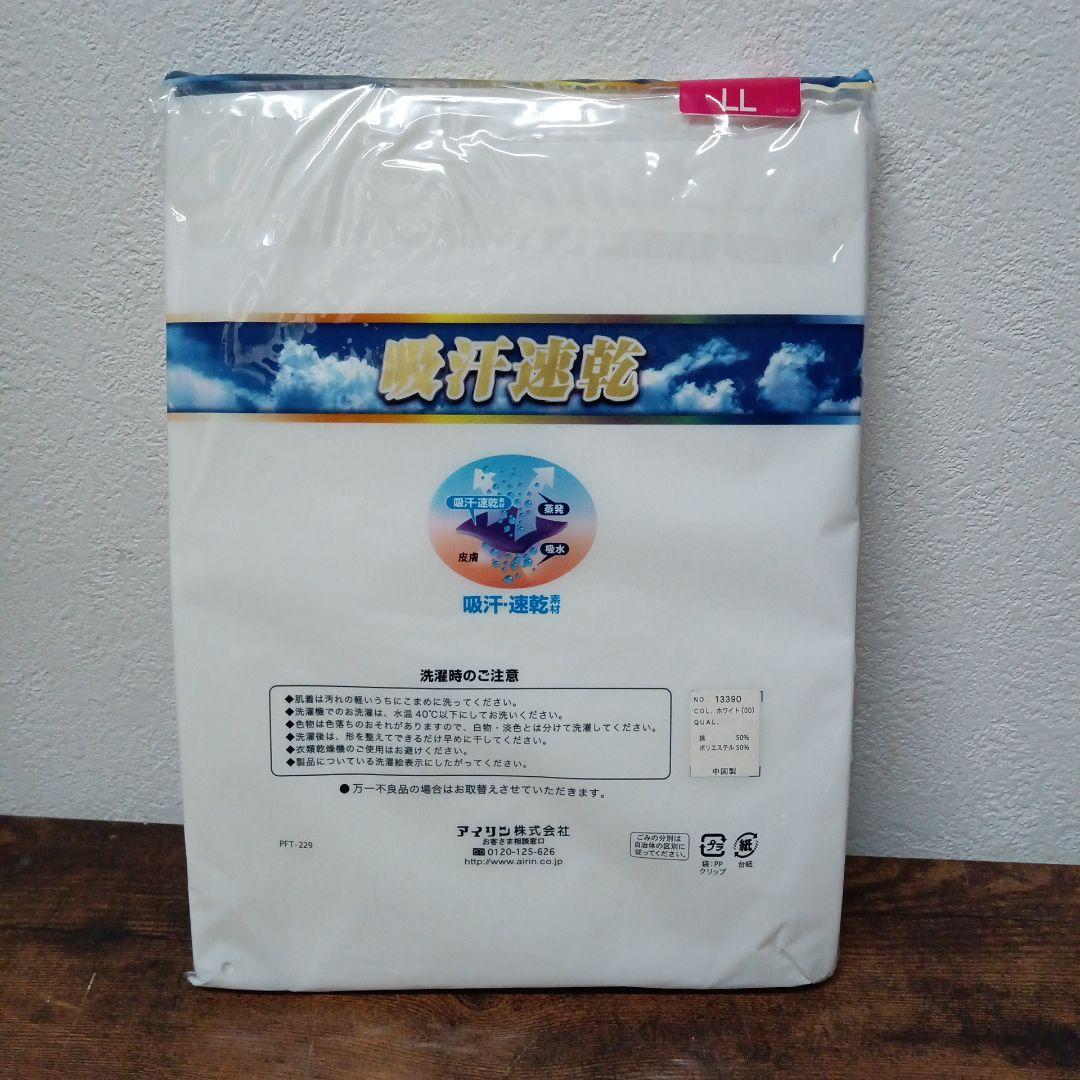 LL
吸汗速乾
吸汗・速乾素材
蒸発
吸水
皮膚
吸汗・速乾素材
洗濯時のご注意
◆肌着は汚れの軽いうちにこまめに洗ってください。
◆洗濯機でのお洗濯は、水温40℃以下にしてお洗いください。
◆色物は色落ちのおそれがありますので、白物・淡色とは分けて洗濯してください。
◆洗濯後は、形を整えてできるだけ早めに干してください。
◆衣類乾燥機のご使用はお避けください。
◆製品についている洗濯絵表示にしたがってください。
●万一不良品の場合はお取替えさせていただきます。
NO. 13390
COL. ホワイト(00)
QUAL.
綿 50%
ポリエステル 50%
中国製
アイリン株式会社
お客さま相談窓口
0120-125-626
http://www.airin.co.jp
PFT-229
ごみの分別は
自治体の区別に
従ってください。
プラ
袋:PP
クリップ
紙
台紙